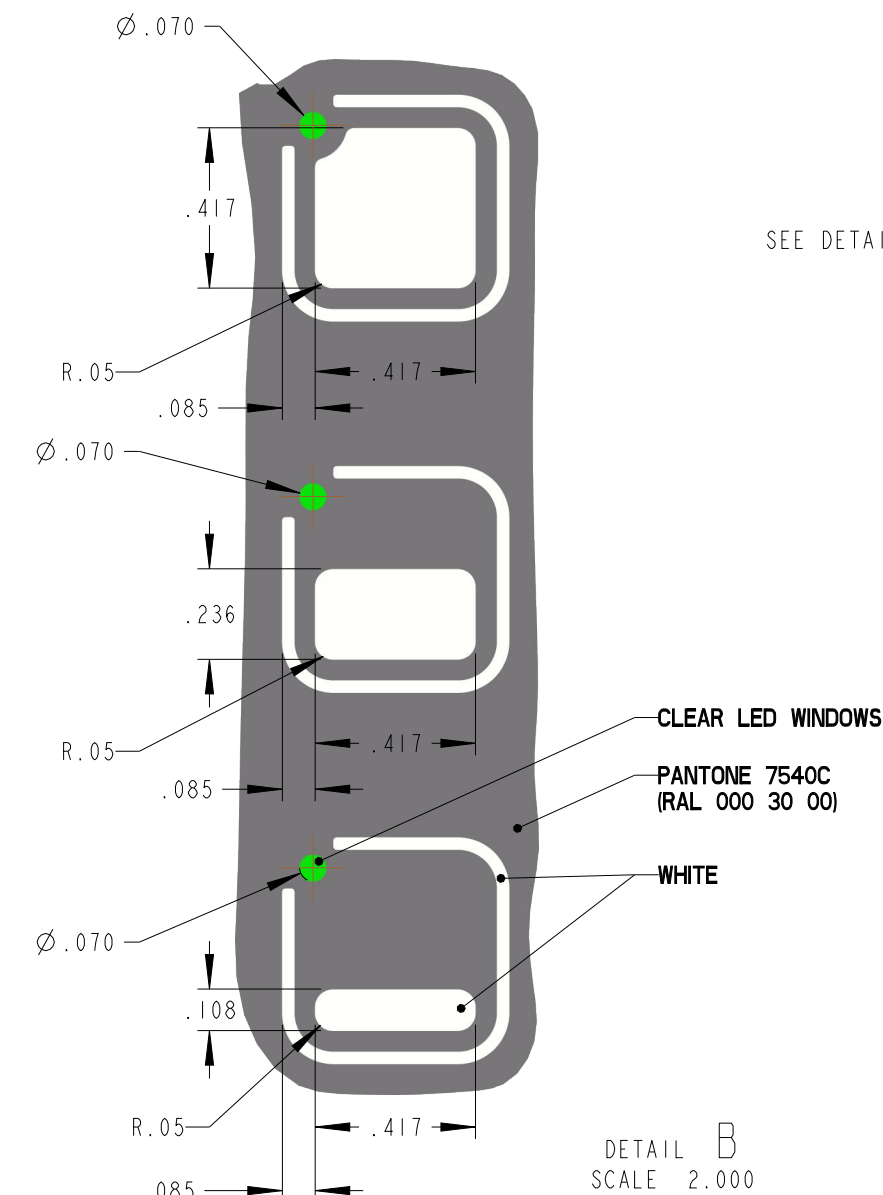 Ø.070
.417
SEE DETAI
R.05
.417
.085
Ø.070
.236
R.05
.417
.085
CLEAR LED WINDOWS
PANTONE 7540C
(RAL 000 30 00)
WHITE
Ø.070
.108
R.05
.417
.085
DETAIL B
SCALE 2.000